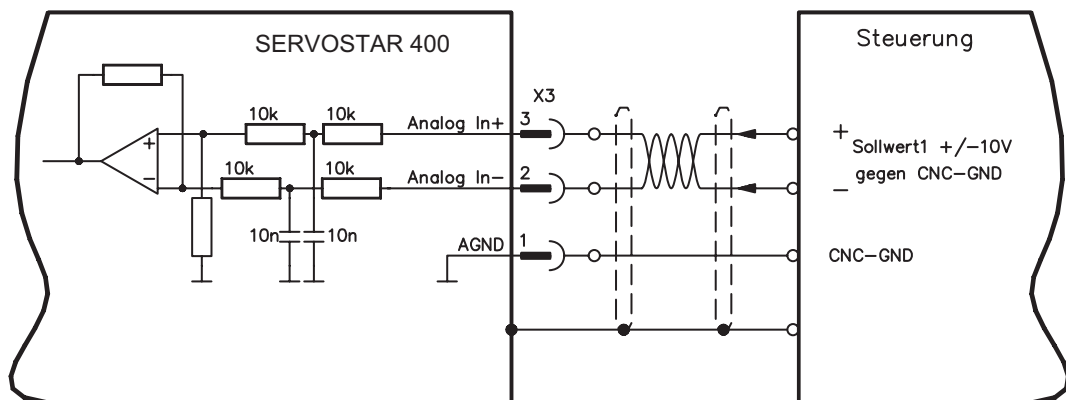 SERVOSTAR 400
Steuerung
X3
10k
10k
Analog In+
3
+
+
Sollwert1 +/-10V
gegen CNC-GND
10k
10k
Analog In-
2
-
-
10n
10n
AGND
1
CNC-GND